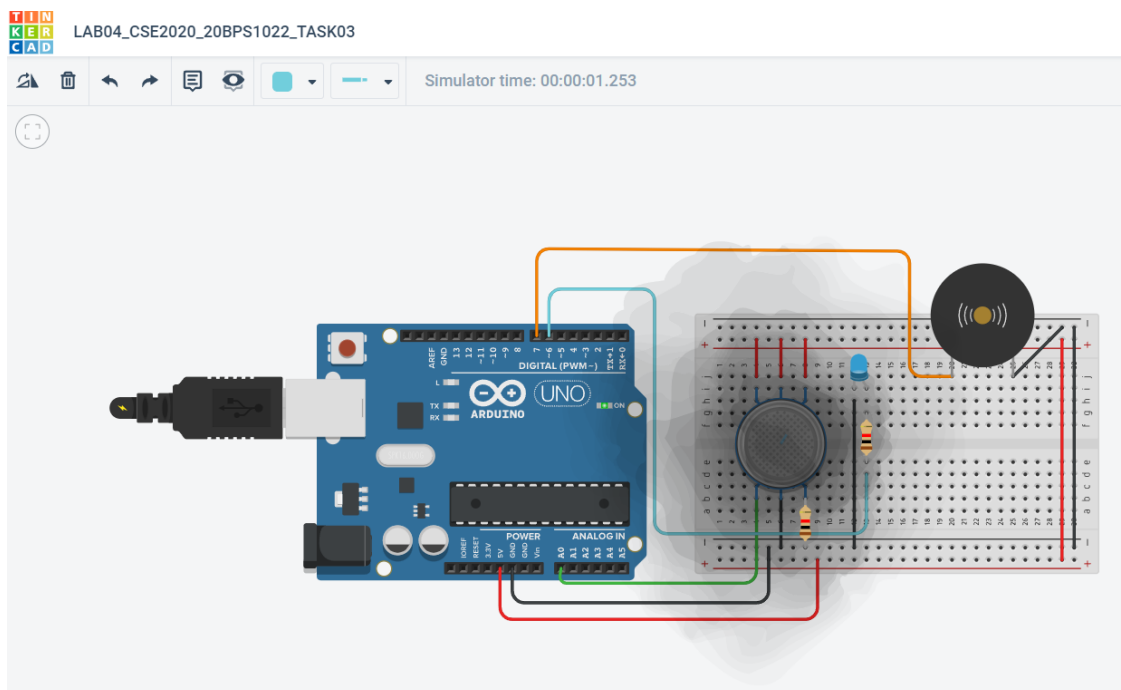 TIN
KER
CAD
LAB04_CSE2020_20BPS1022_TASK03
Simulator time: 00:00:01.253
AREF
GND
13
12
~11
~10
~9
8
7
~6
~5
4
~3
2
TX→1
RX←0
DIGITAL (PWM~)
L
TX
RX
ARDUINO
UNO
ON
POWER
ANALOG IN
IOREF
RESET
3.3V
5V
GND
GND
Vin
A0
A1
A2
A3
A4
A5
- -
+ +
j j
i i
h h
g g
f f
e e
d d
c c
b b
a a
- -
+ +